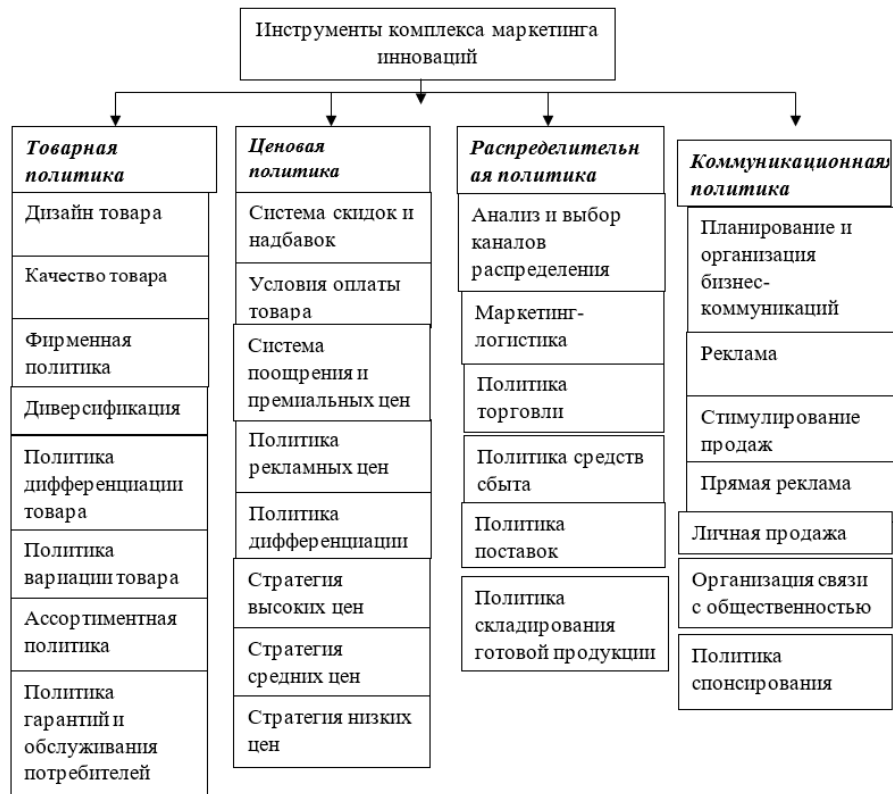 Инструменты комплекса маркетинга
инноваций
Товарная
политика
Дизайн товара
Качество товара
Фирменная
политика
Диверсификация
Политика
дифференциации
товара
Политика
вариации товара
Ассортиментная
политика
Политика
гарантий и
обслуживания
потребителей
Ценовая
политика
Система скидок и
надбавок
Условия оплаты
товара
Система
поощрения и
премиальных цен
Политика
рекламных цен
Политика
дифференциации
Стратегия
высоких цен
Стратегия
средних цен
Стратегия низких
цен
Распределительн
ая политика
Анализ и выбор
каналов
распределения
Маркетинг-
логистика
Политика
торговли
Политика средств
сбыта
Политика
поставок
Политика
складирования
готовой продукции
Коммуникационная
политика
Планирование и
организация
бизнес-
коммуникаций
Реклама
Стимулирование
продаж
Прямая реклама
Личная продажа
Организация связи
с общественностью
Политика
спонсирования